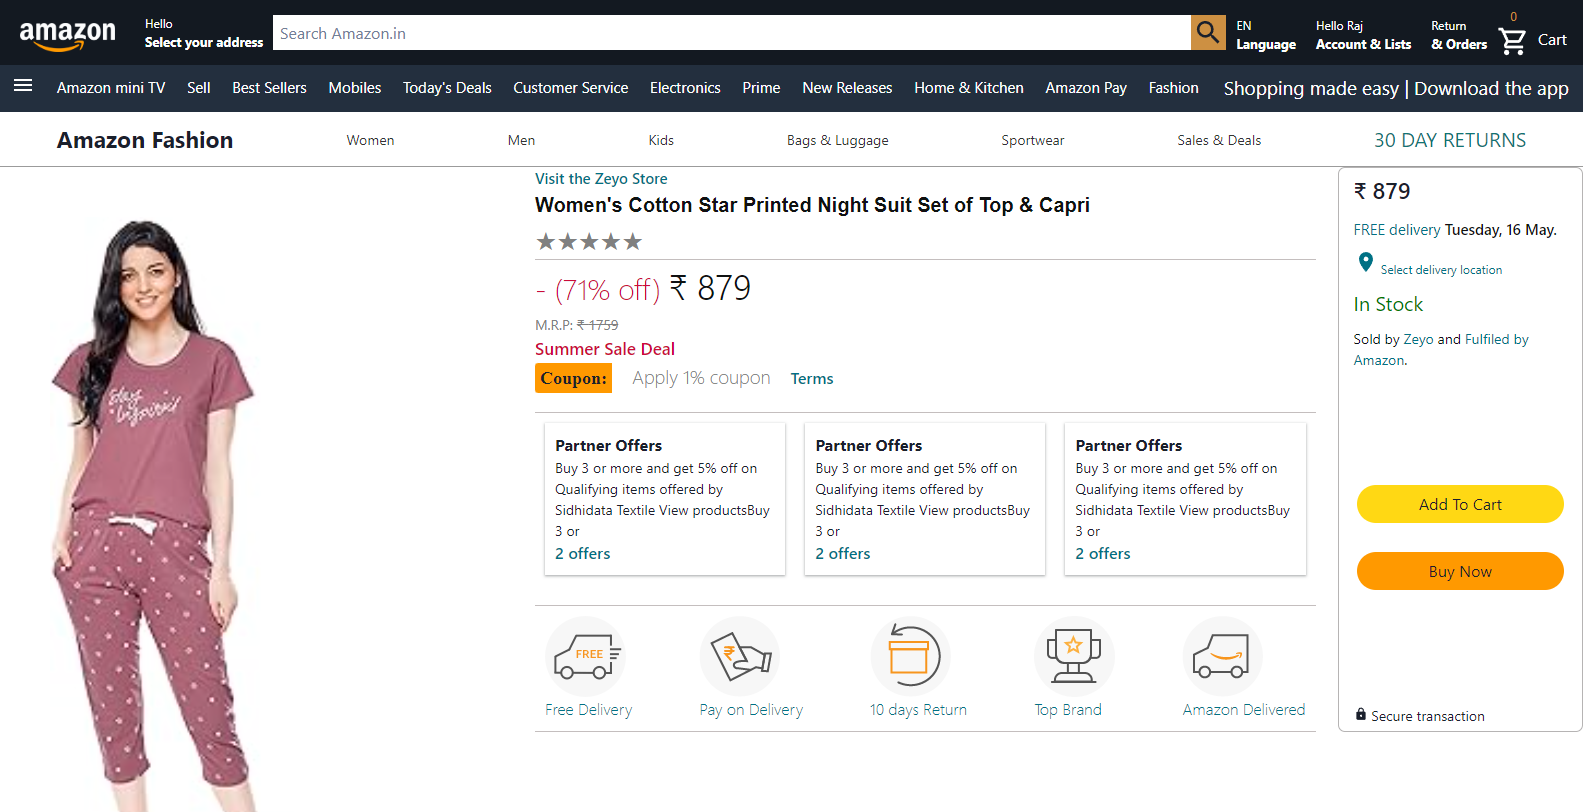 amazon
Hello
Select your address
Search Amazon.in
EN
Language
Hello Raj
Account & Lists
Return
& Orders
0
Cart
Amazon mini TV Sell Best Sellers Mobiles Today's Deals Customer Service Electronics Prime New Releases Home & Kitchen Amazon Pay Fashion Shopping made easy | Download the app
Amazon Fashion Women Men Kids Bags & Luggage Sportwear Sales & Deals 30 DAY RETURNS
stay
inspired
Visit the Zeyo Store
Women's Cotton Star Printed Night Suit Set of Top & Capri
- (71% off) ₹ 879
M.R.P: ₹ 1759
Summer Sale Deal
Coupon: Apply 1% coupon Terms
Partner Offers
Buy 3 or more and get 5% off on
Qualifying items offered by
Sidhidata Textile View productsBuy
3 or
2 offers
Partner Offers
Buy 3 or more and get 5% off on
Qualifying items offered by
Sidhidata Textile View productsBuy
3 or
2 offers
Partner Offers
Buy 3 or more and get 5% off on
Qualifying items offered by
Sidhidata Textile View productsBuy
3 or
2 offers
FREE
₹
Free Delivery
Pay on Delivery
10 days Return
Top Brand
Amazon Delivered
₹ 879
FREE delivery Tuesday, 16 May.
Select delivery location
In Stock
Sold by Zeyo and Fulfiled by
Amazon.
Add To Cart
Buy Now
Secure transaction